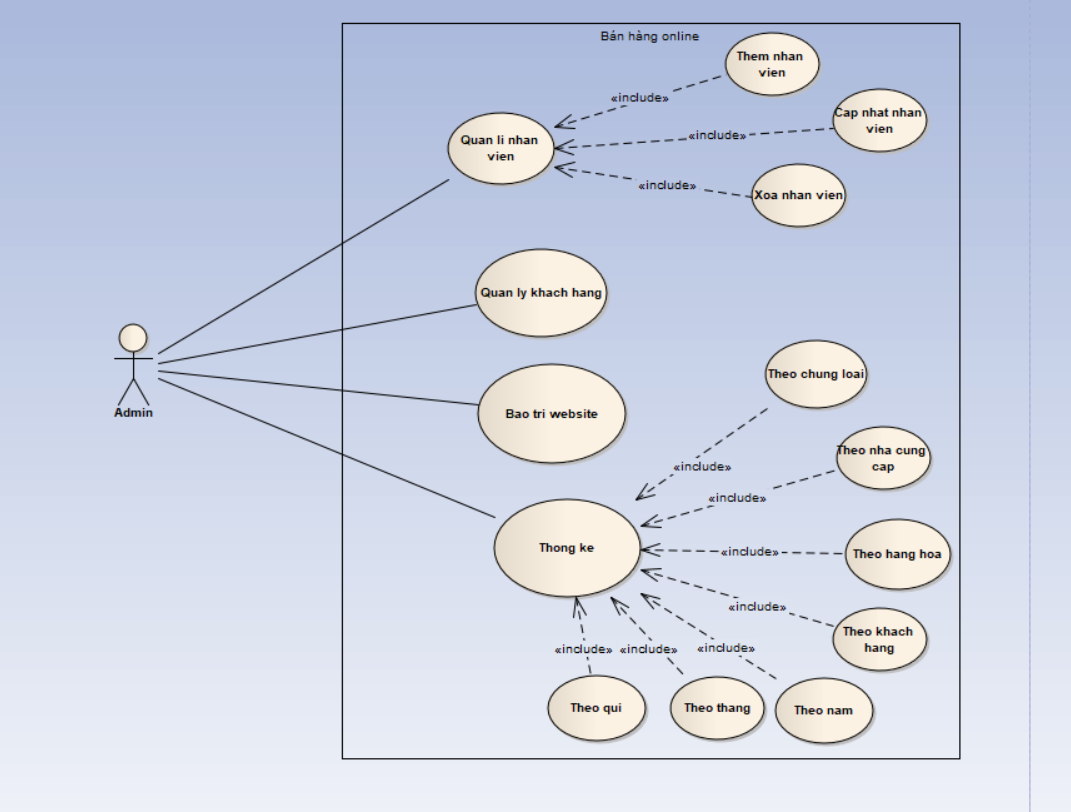 Bán hàng online
Them nhan
vien
«include»
Cap nhat nhan
vien
«include»
Quan li nhan
vien
«include»
Xoa nhan vien
Quan ly khach hang
Admin
Bao tri website
Theo chung loai
«include»
Theo nha cung
cap
«include»
Thong ke
«include»
Theo hang hoa
«include»
Theo khach
hang
«include»
«include»
«include»
Theo qui
Theo thang
Theo nam